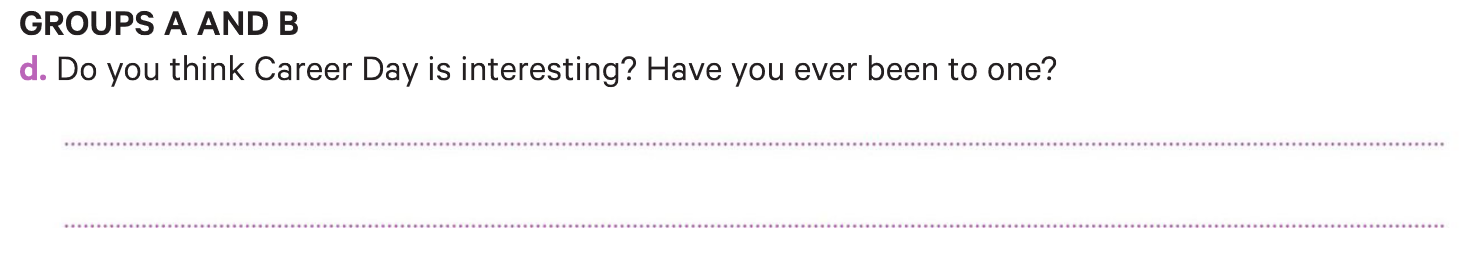 GROUPS A AND B
d. Do you think Career Day is interesting? Have you ever been to one?